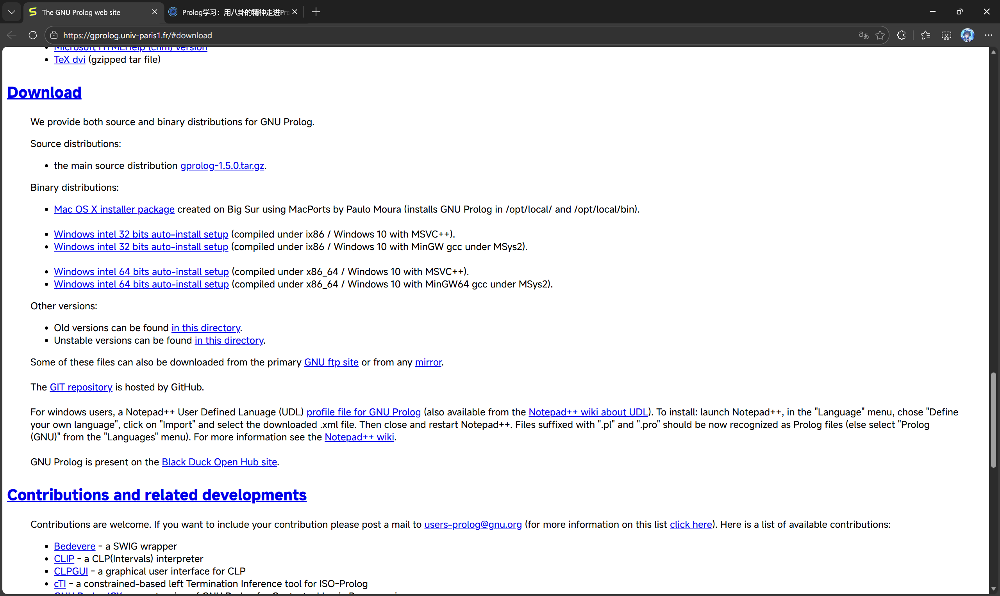 The GNU Prolog web site
Prolog学习：用八卦的精神走进Pro
https://gprolog.univ-paris1.fr/#download
Microsoft HTMLHelp (chm) version
TeX dvi (gzipped tar file)
Download
We provide both source and binary distributions for GNU Prolog.
Source distributions:
the main source distribution gprolog-1.5.0.tar.gz.
Binary distributions:
Mac OS X installer package created on Big Sur using MacPorts by Paulo Moura (installs GNU Prolog in /opt/local/ and /opt/local/bin).
Windows intel 32 bits auto-install setup (compiled under ix86 / Windows 10 with MSVC++).
Windows intel 32 bits auto-install setup (compiled under ix86 / Windows 10 with MinGW gcc under MSys2).
Windows intel 64 bits auto-install setup (compiled under x86_64 / Windows 10 with MSVC++).
Windows intel 64 bits auto-install setup (compiled under x86_64 / Windows 10 with MinGW64 gcc under MSys2).
Other versions:
Old versions can be found in this directory.
Unstable versions can be found in this directory.
Some of these files can also be downloaded from the primary GNU ftp site or from any mirror.
The GIT repository is hosted by GitHub.
For windows users, a Notepad++ User Defined Lanuage (UDL) profile file for GNU Prolog (also available from the Notepad++ wiki about UDL). To install: launch Notepad++, in the "Language" menu, chose "Define
your own language", click on "Import" and select the downloaded .xml file. Then close and restart Notepad++. Files suffixed with ".pl" and ".pro" should be now recognized as Prolog files (else select "Prolog
(GNU)" from the "Languages" menu). For more information see the Notepad++ wiki.
GNU Prolog is present on the Black Duck Open Hub site.
Contributions and related developments
Contributions are welcome. If you want to include your contribution please post a mail to users-prolog@gnu.org (for more information on this list click here). Here is a list of available contributions:
Bedevere - a SWIG wrapper
CLIP - a CLP(Intervals) interpreter
CLPGUI - a graphical user interface for CLP
cTI - a constrained-based left Termination Inference tool for ISO-Prolog